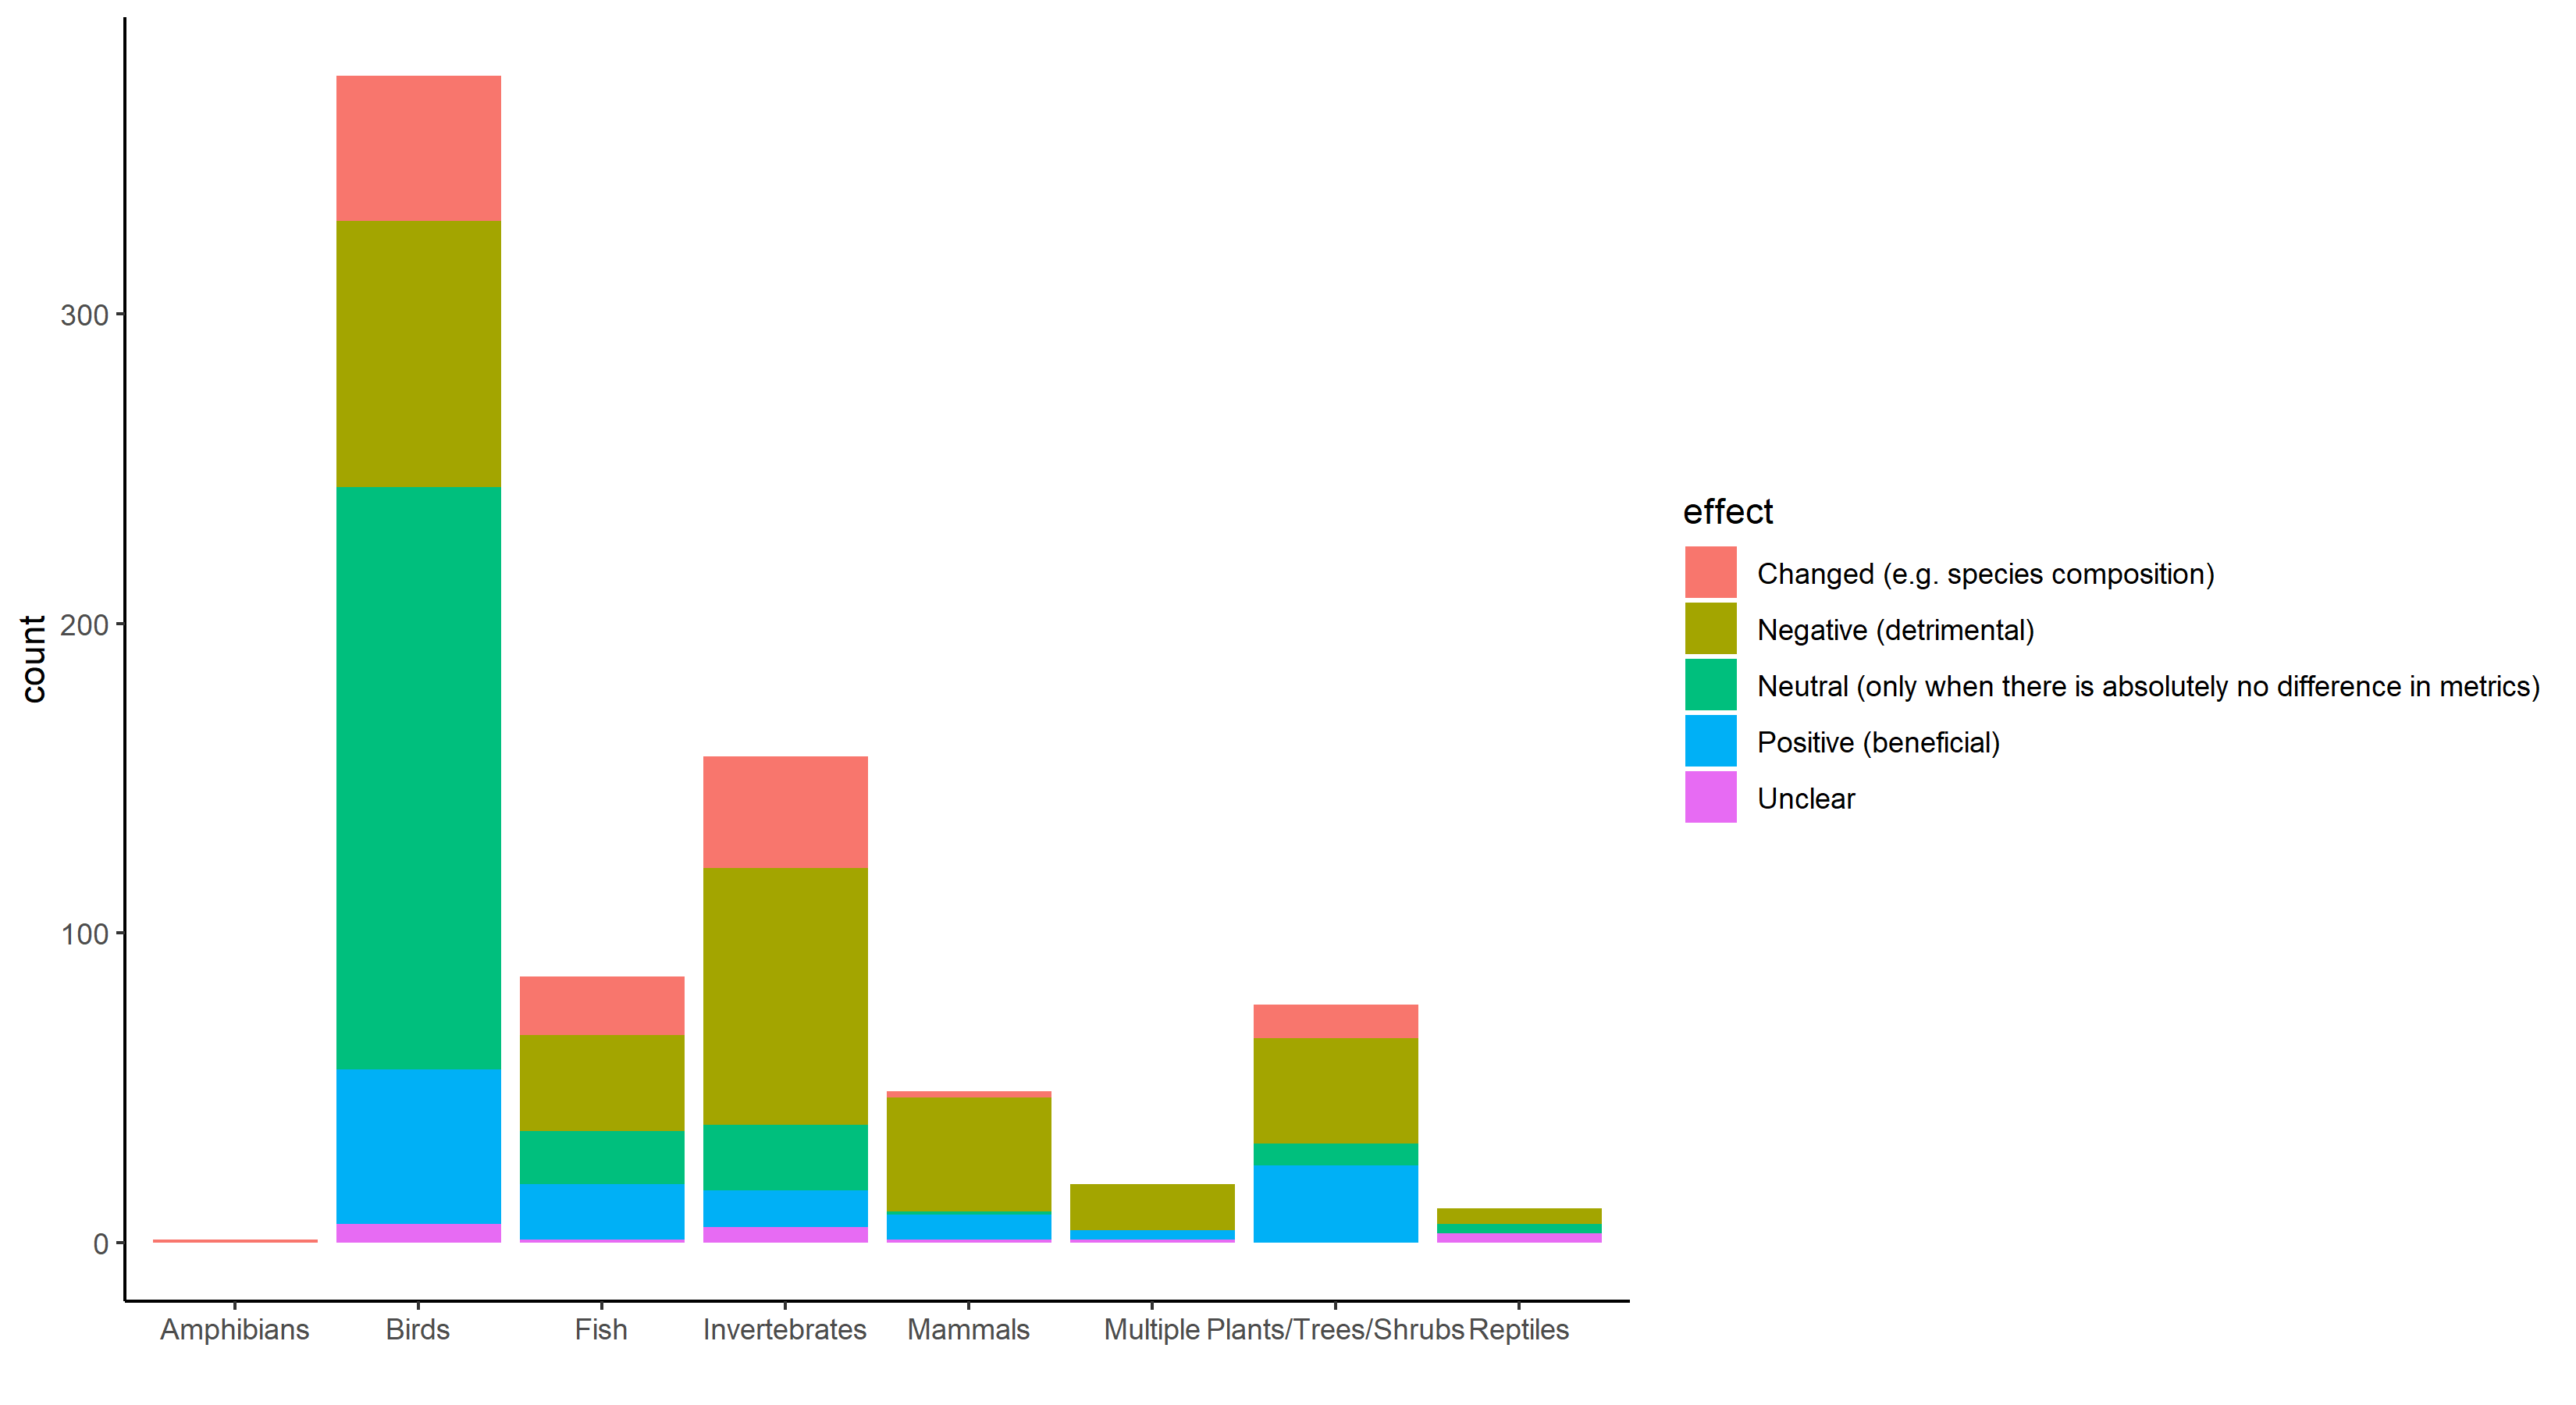 count
300
200
100
0
Amphibians Birds Fish Invertebrates Mammals Multiple Plants/Trees/Shrubs Reptiles
effect
Changed (e.g. species composition)
Negative (detrimental)
Neutral (only when there is absolutely no difference in metrics)
Positive (beneficial)
Unclear